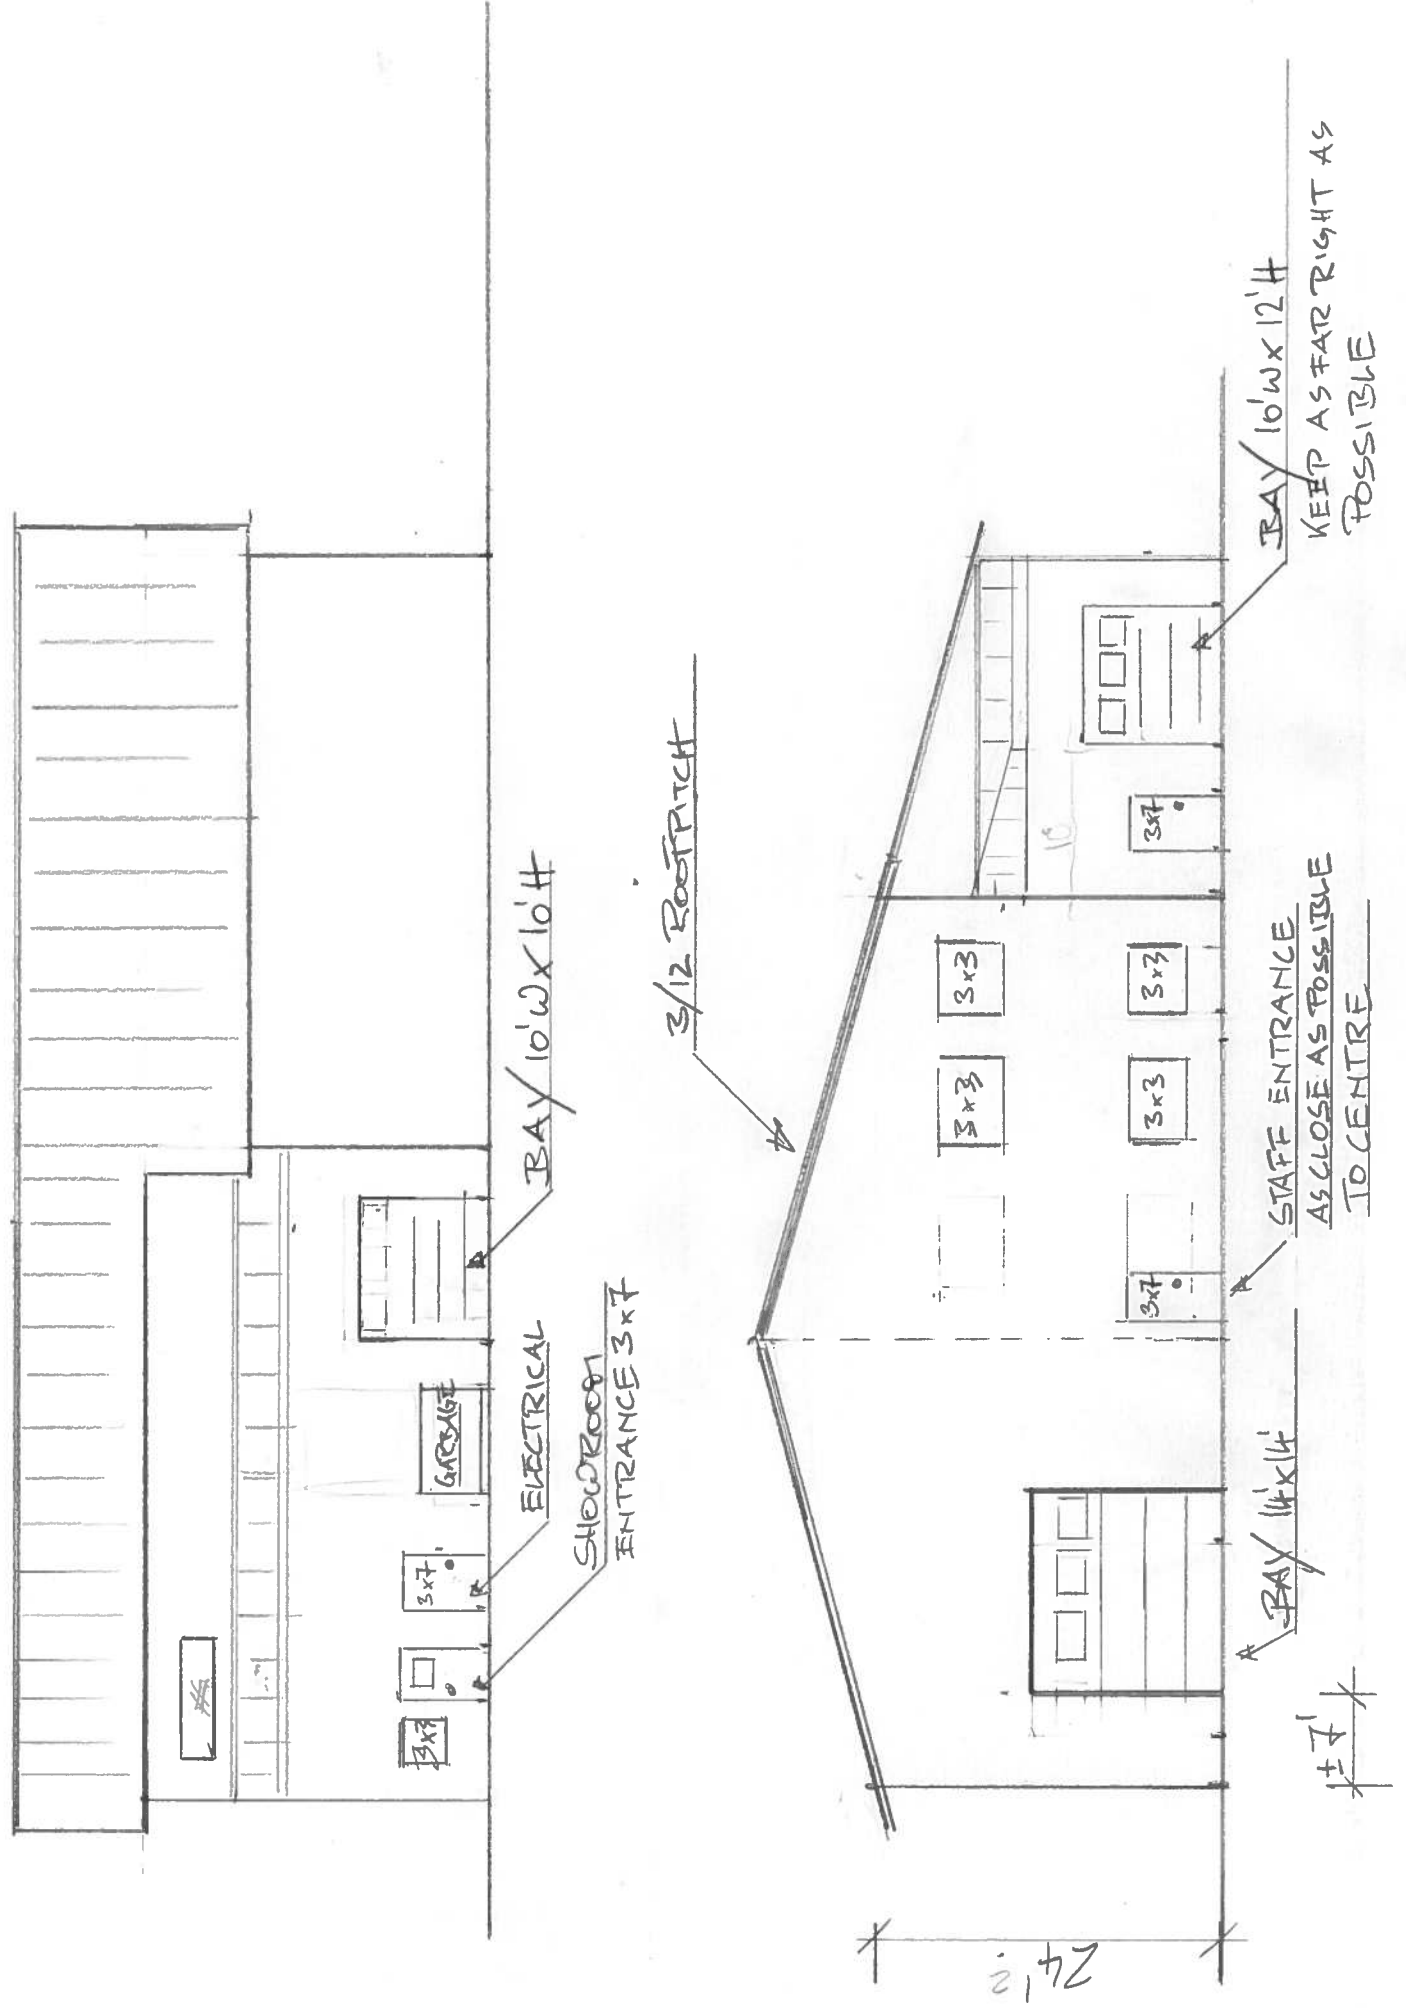 3x3
3x7
GARBAGE
BAY 10'W x 10'H
ELECTRICAL
SHOWROOM
ENTRANCE 3x7
3/12 ROOF PITCH
24'
?
3x3
3x3
3x3
3x3
3x7
3x7
10
± 7'
BAY 14'x14'
STAFF ENTRANCE
AS CLOSE AS POSSIBLE
TO CENTRE
BAY 10'W x 12'H
KEEP AS FAR RIGHT AS
POSSIBLE